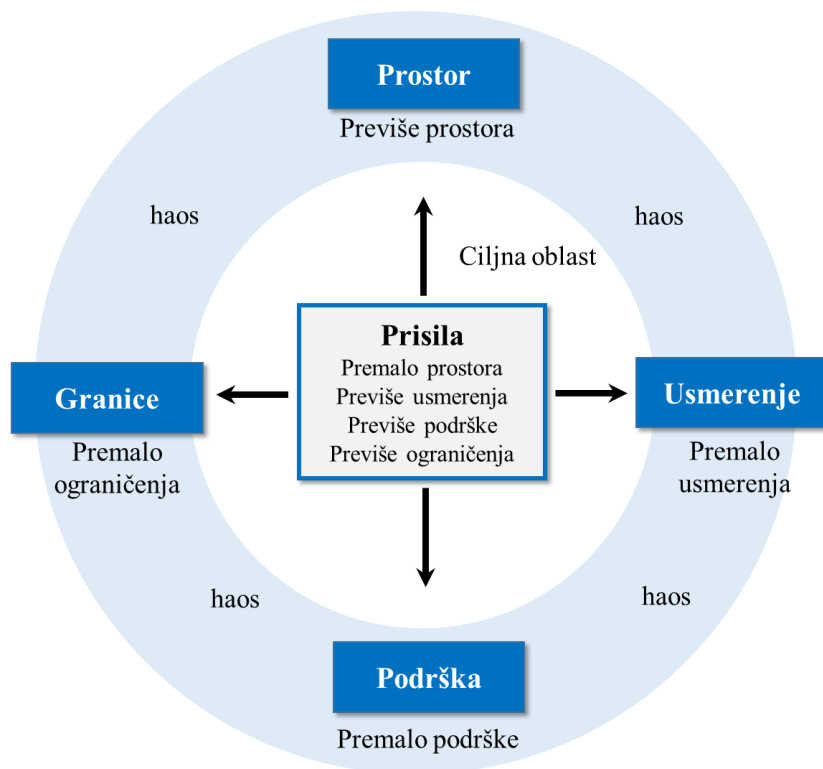 Prostor
Previše prostora
haos
haos
Ciljna oblast
Prisila
Premalo prostora
Previše usmerenja
Previše podrške
Previše ograničenja
Granice
Premalo
ograničenja
Usmerenje
Premalo
usmerenja
haos
haos
Podrška
Premalo podrške